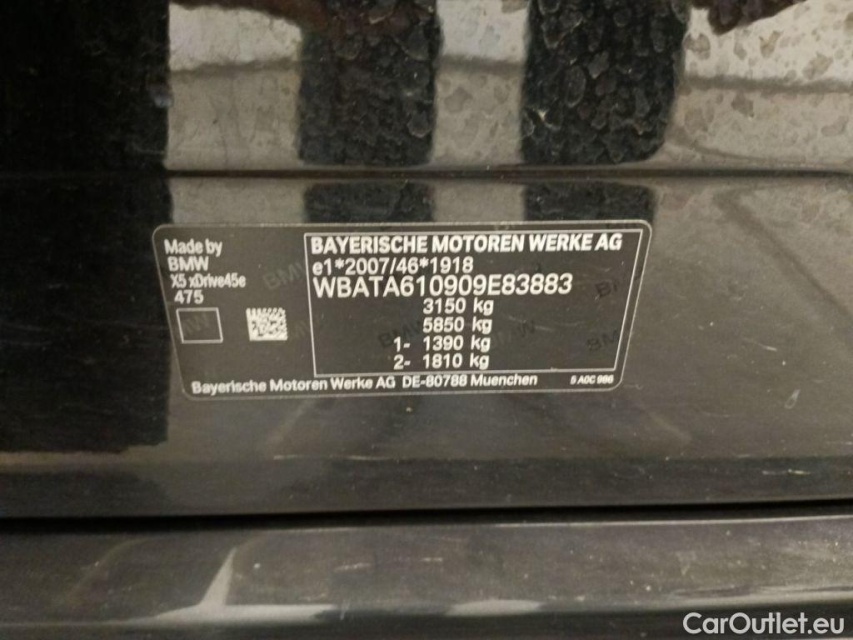 Made by
BMW
X5 xDrive45e
475
BAYERISCHE MOTOREN WERKE AG
e1*2007/46*1918
WBATA610909E83883
3150 kg
5850 kg
1- 1390 kg
2- 1810 kg
Bayerische Motoren Werke AG DE-80788 Muenchen
CarOutlet.eu